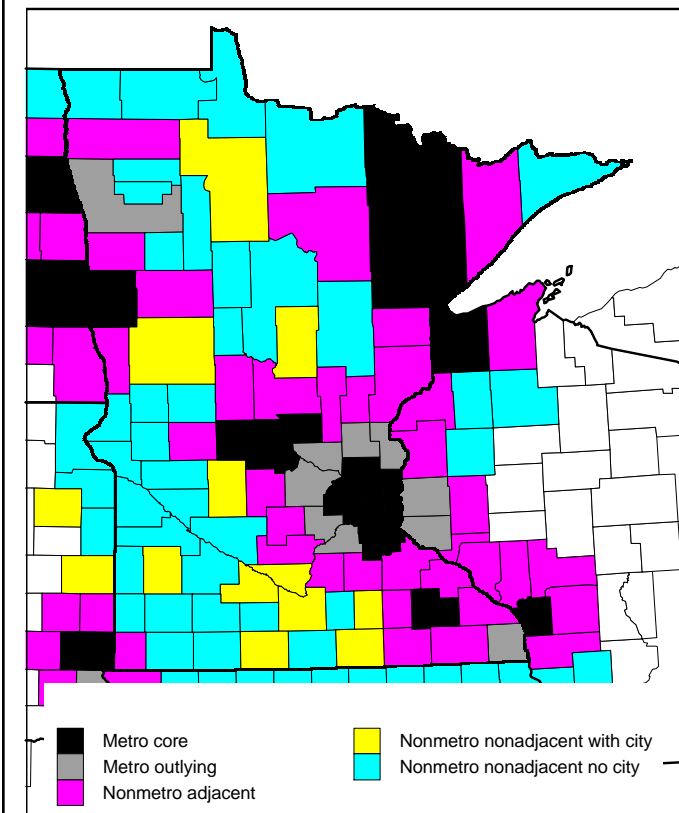 Metro core
Metro outlying
Nonmetro adjacent
Nonmetro nonadjacent with city
Nonmetro nonadjacent no city